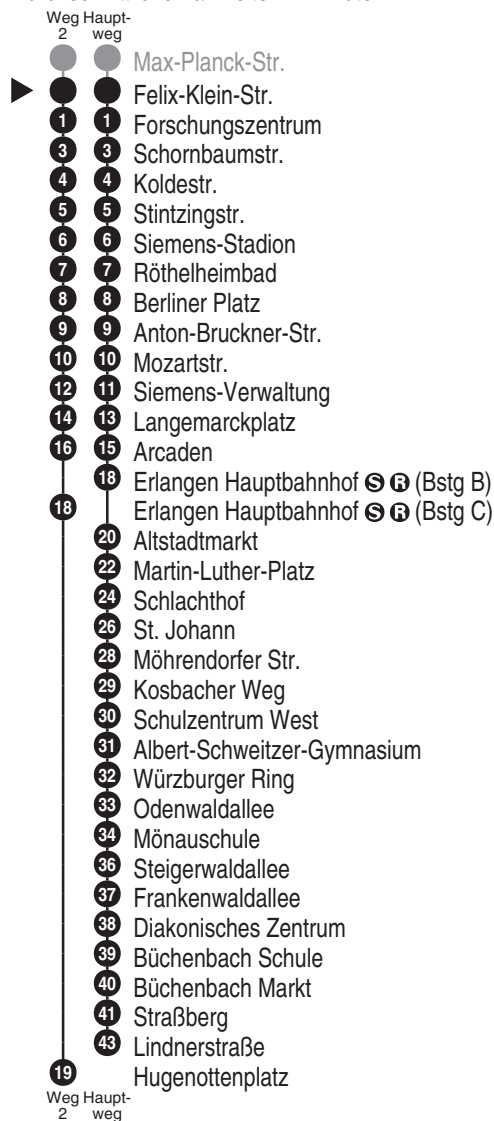 Weg Haupt-
2 weg
Max-Planck-Str.
Felix-Klein-Str.
1 1 Forschungszentrum
3 3 Schornbaumstr.
4 4 Koldestr.
5 5 Stintzingstr.
6 6 Siemens-Stadion
7 7 Röthelheimbad
8 8 Berliner Platz
9 9 Anton-Bruckner-Str.
10 10 Mozartstr.
12 11 Siemens-Verwaltung
14 13 Langemarckplatz
16 15 Arcaden
18 Erlangen Hauptbahnhof S R (Bstg B)
18 Erlangen Hauptbahnhof S R (Bstg C)
20 Altstadtmarkt
22 Martin-Luther-Platz
24 Schlachthof
26 St. Johann
28 Möhrendorfer Str.
29 Kosbacher Weg
30 Schulzentrum West
31 Albert-Schweitzer-Gymnasium
32 Würzburger Ring
33 Odenwaldallee
34 Mönauschule
36 Steigerwaldallee
37 Frankenwaldallee
38 Diakonisches Zentrum
39 Büchenbach Schule
40 Büchenbach Markt
41 Straßberg
43 Lindnerstraße
19 Hugenottenplatz
Weg Haupt-
2 weg